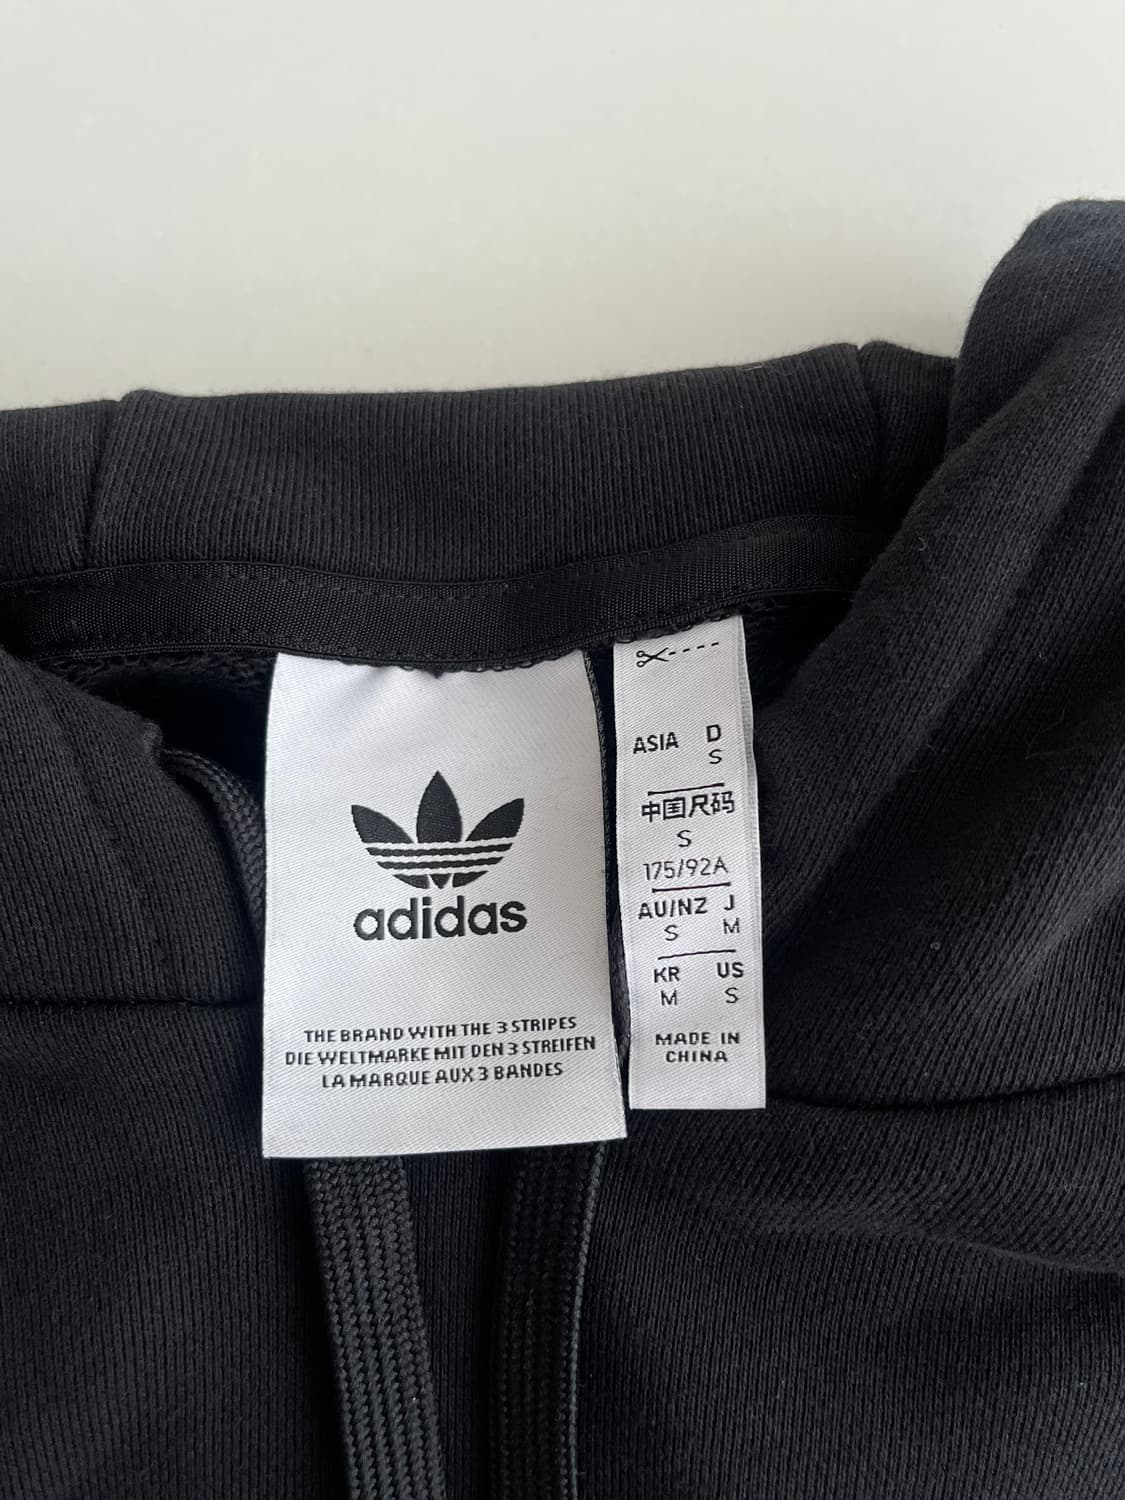 adidas
THE BRAND WITH THE 3 STRIPES
DIE WELTMARKE MIT DEN 3 STREIFEN
LA MARQUE AUX 3 BANDES
ASIA D
S
中国尺码
S
175/92A
AU/NZ J
S M
KR US
M S
MADE IN
CHINA